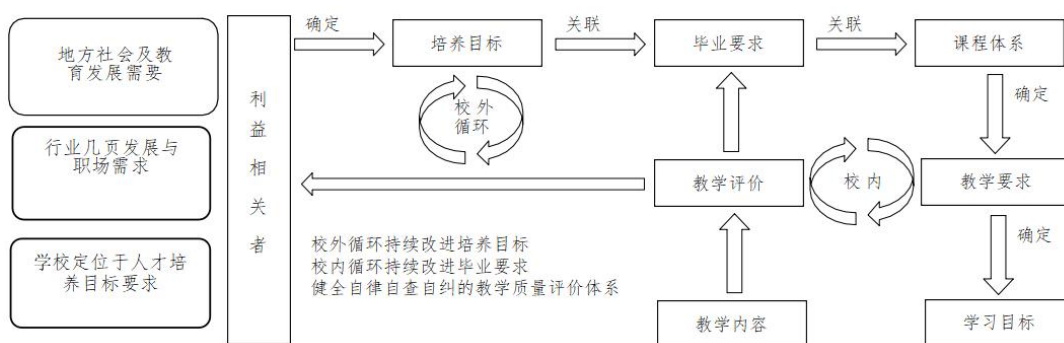 地方社会及教
育发展需要
行业几页发展与
职场需求
学校定位于人才培
养目标要求
利
益
相
关
者
确定
培养目标
关联
毕业要求
关联
课程体系
校外
循环
确定
教学评价
校内
教学要求
确定
校外循环持续改进培养目标
校内循环持续改进毕业要求
健全自律自查自纠的教学质量评价体系
教学内容
学习目标